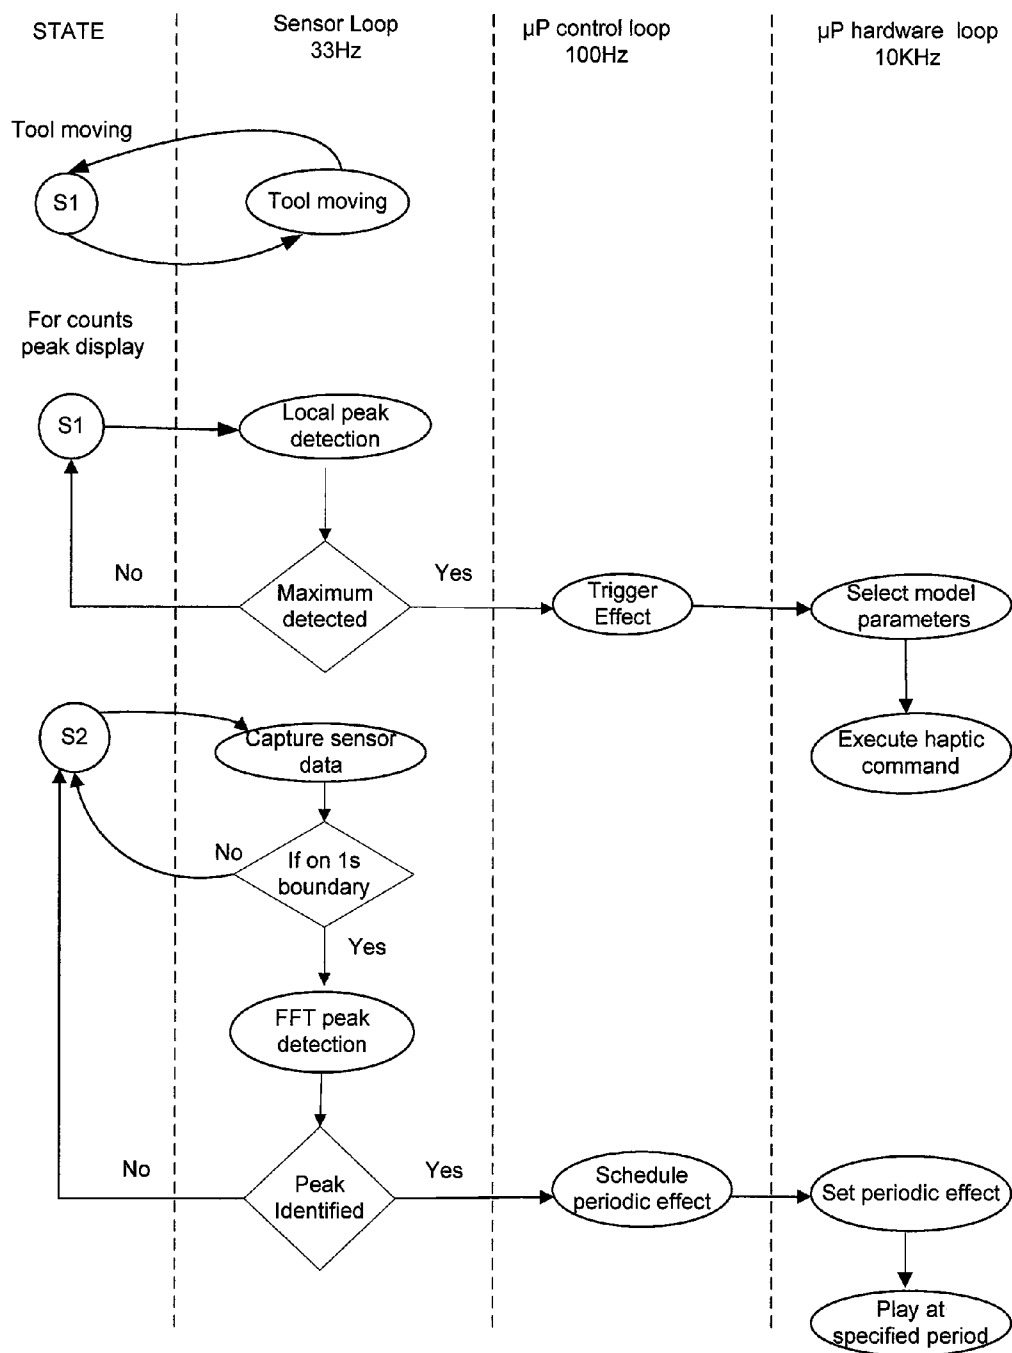 STATE
Sensor Loop
33Hz
µP control loop
100Hz
µP hardware loop
10KHz
Tool moving
S1
Tool moving
For counts
peak display
S1
Local peak
detection
No
Maximum
detected
Yes
Trigger
Effect
Select model
parameters
Execute haptic
command
S2
Capture sensor
data
No
If on 1s
boundary
Yes
FFT peak
detection
No
Peak
Identified
Yes
Schedule
periodic effect
Set periodic effect
Play at
specified period